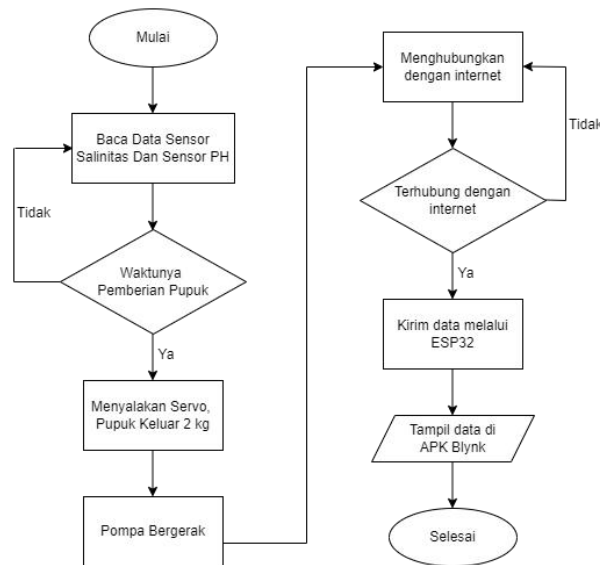 Mulai
Baca Data Sensor
Salinitas Dan Sensor PH
Tidak
Waktunya
Pemberian Pupuk
Ya
Menyalakan Servo,
Pupuk Keluar 2 kg
Pompa Bergerak
Menghubungkan
dengan internet
Tidak
Terhubung dengan
internet
Ya
Kirim data melalui
ESP32
Tampil data di
APK Blynk
Selesai